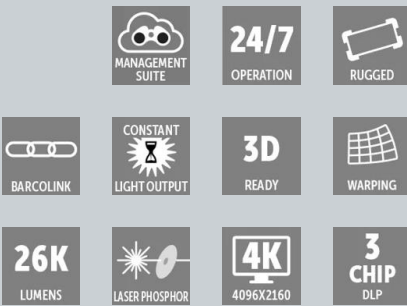 MANAGEMENT
SUITE
24/7
OPERATION
RUGGED
BARCOLINK
CONSTANT
LIGHT OUTPUT
3D
READY
WARPING
26K
LUMENS
LASER PHOSPHOR
4K
4096X2160
3
CHIP
DLP